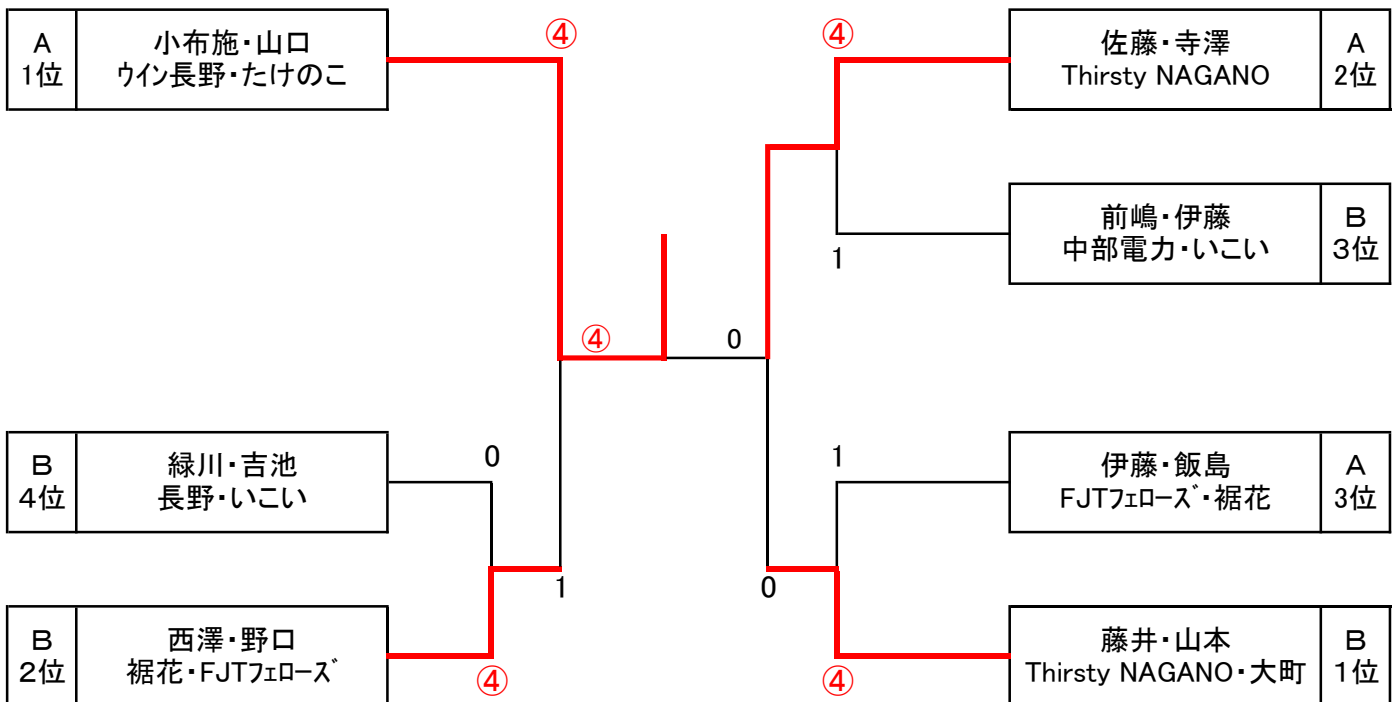 A
1位
小布施・山口
ウイン長野・たけのこ
④
④
佐藤・寺澤
Thirsty NAGANO
A
2位
前嶋・伊藤
中部電力・いこい
B
3位
1
④
0
B
4位
緑川・吉池
長野・いこい
0
1
伊藤・飯島
FJTフェローズ・裾花
A
3位
1
0
B
2位
西澤・野口
裾花・FJTフェローズ
④
④
藤井・山本
Thirsty NAGANO・大町
B
1位